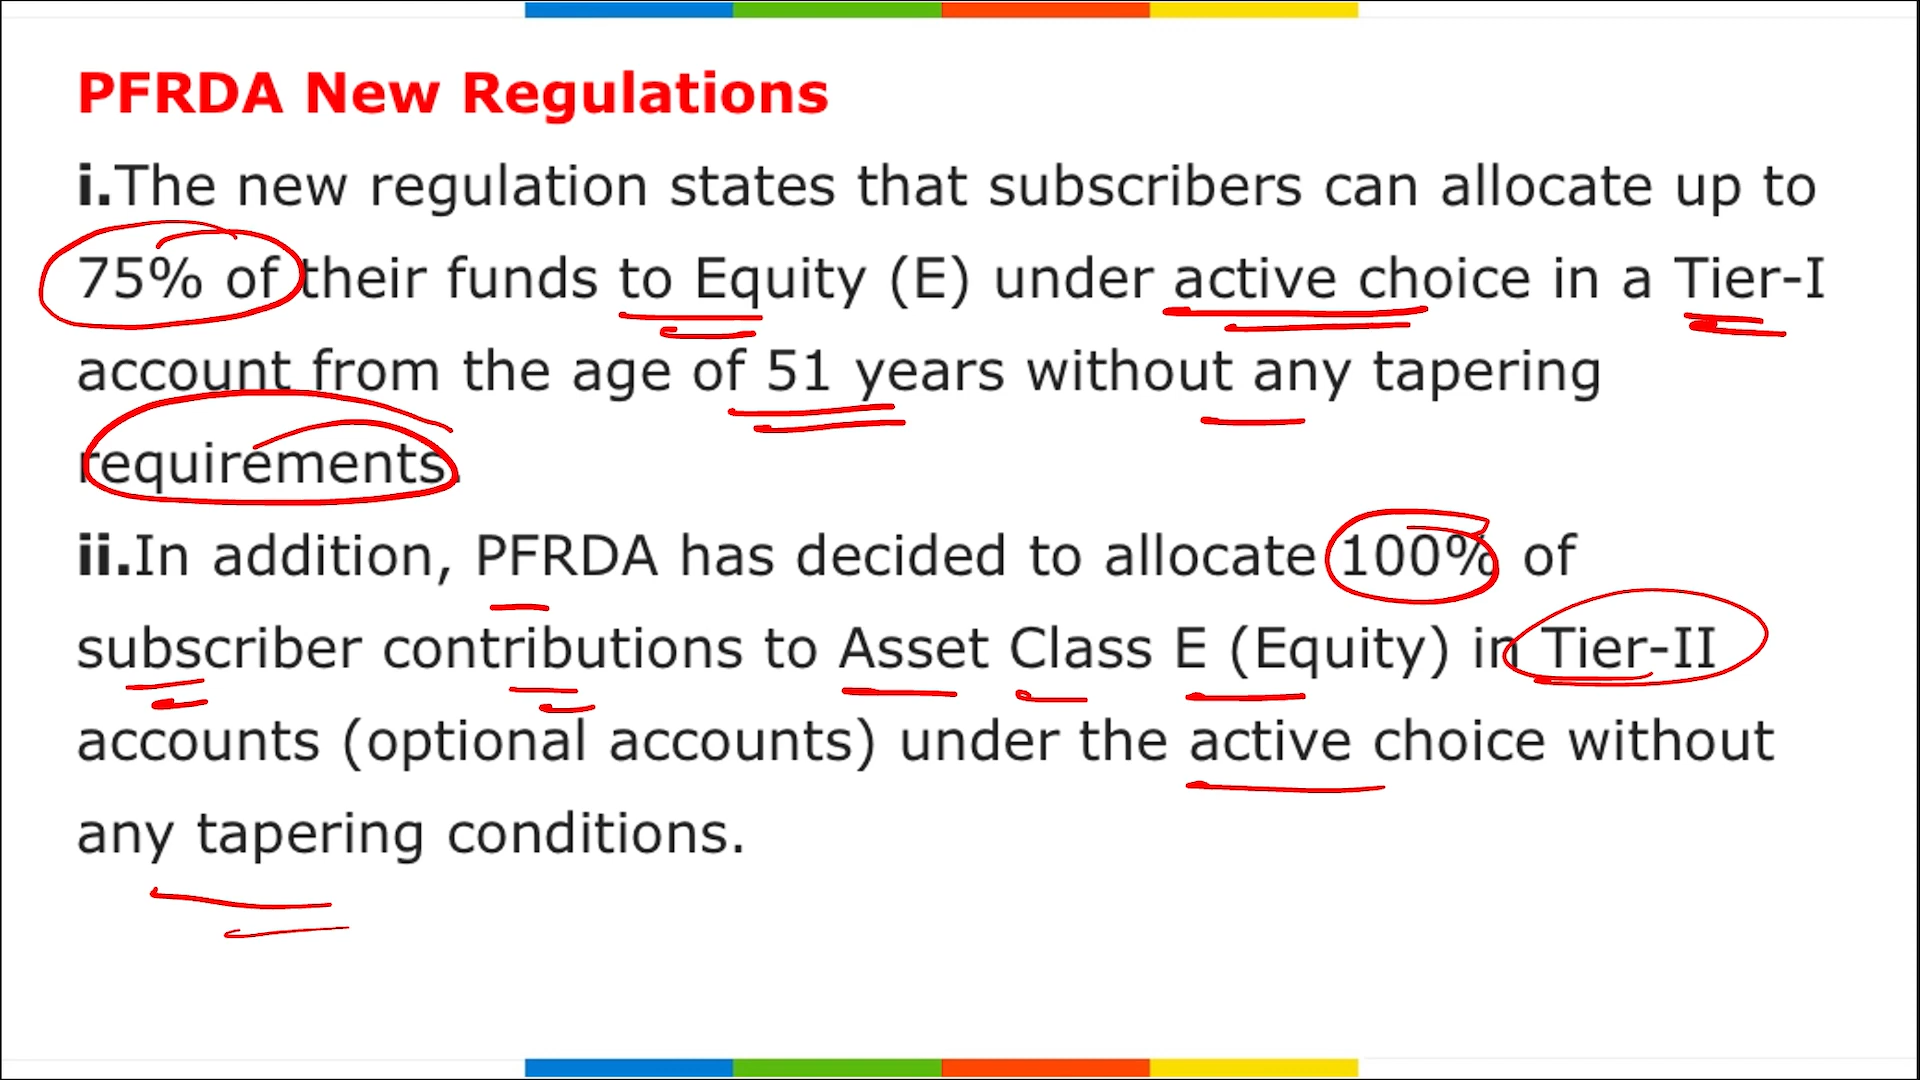 PFRDA New Regulations
i.The new regulation states that subscribers can allocate up to
75% of their funds to Equity (E) under active choice in a Tier-I
account from the age of 51 years without any tapering
requirements.
ii.In addition, PFRDA has decided to allocate 100% of
subscriber contributions to Asset Class E (Equity) in Tier-II
accounts (optional accounts) under the active choice without
any tapering conditions.